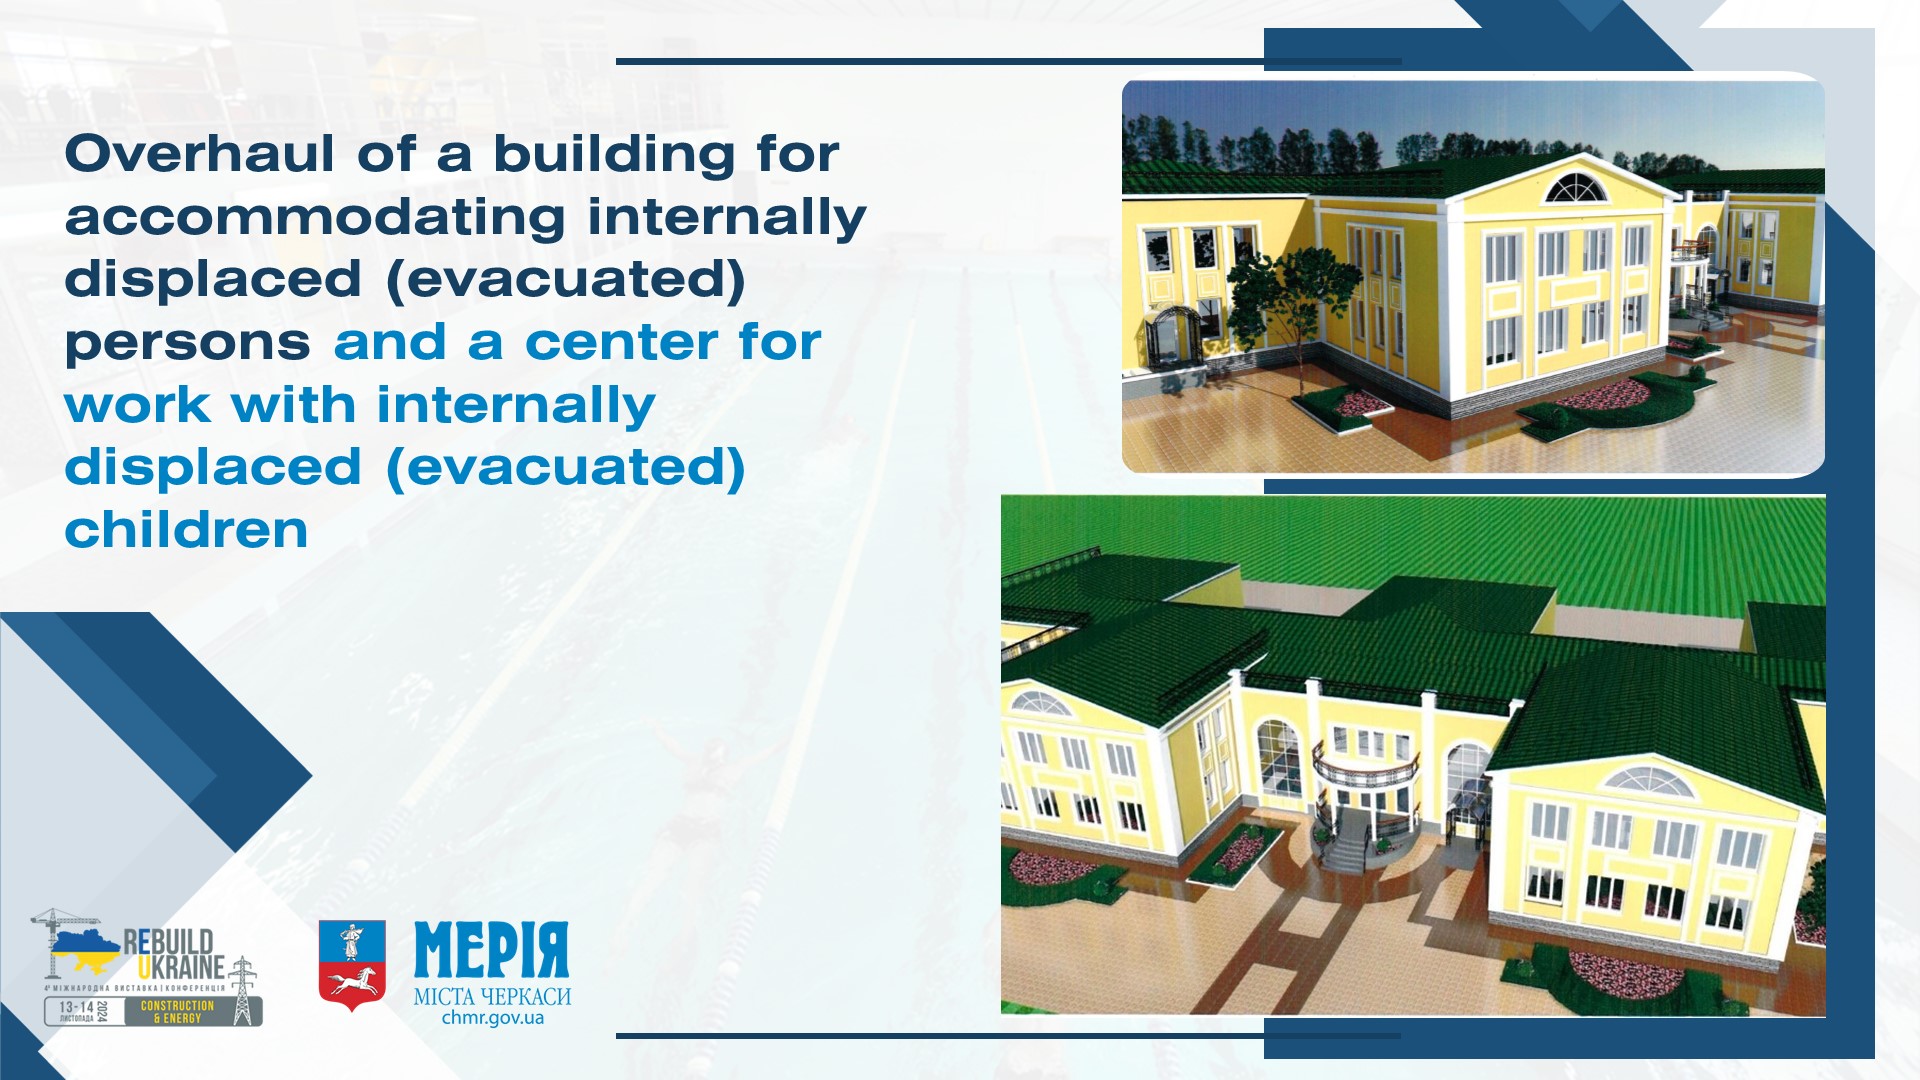 Overhaul of a building for
accommodating internally
displaced (evacuated)
persons and a center for
work with internally
displaced (evacuated)
children
REBUILD
UKRAINE
4а МІЖНАРОДНА ВИСТАВКА | КОНФЕРЕНЦІЯ
13-14
ЛИСТОПАДА
2024
CONSTRUCTION
& ENERGY
МЕРІЯ
МІСТА ЧЕРКАСИ
chmr.gov.ua